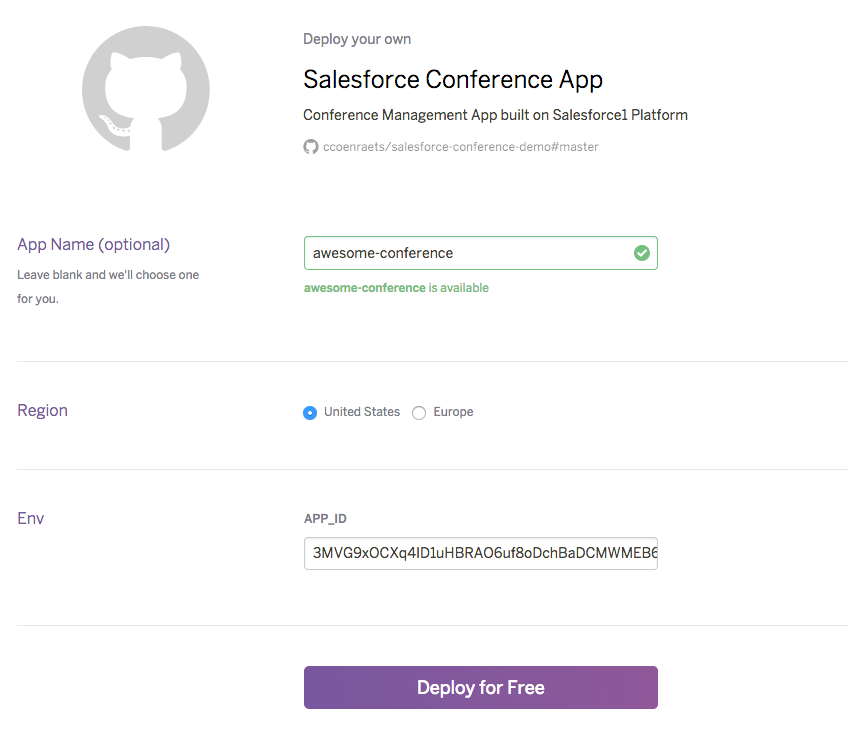 Deploy your own
Salesforce Conference App
Conference Management App built on Salesforce1 Platform
ccoenraets/salesforce-conference-demo#master
App Name (optional)
Leave blank and we'll choose one
for you.
awesome-conference
awesome-conference is available
Region
United States
Europe
Env
APP_ID
3MVG9xOCXq4ID1uHBRAO6uf8oDchBaDCMWMEB6
Deploy for Free